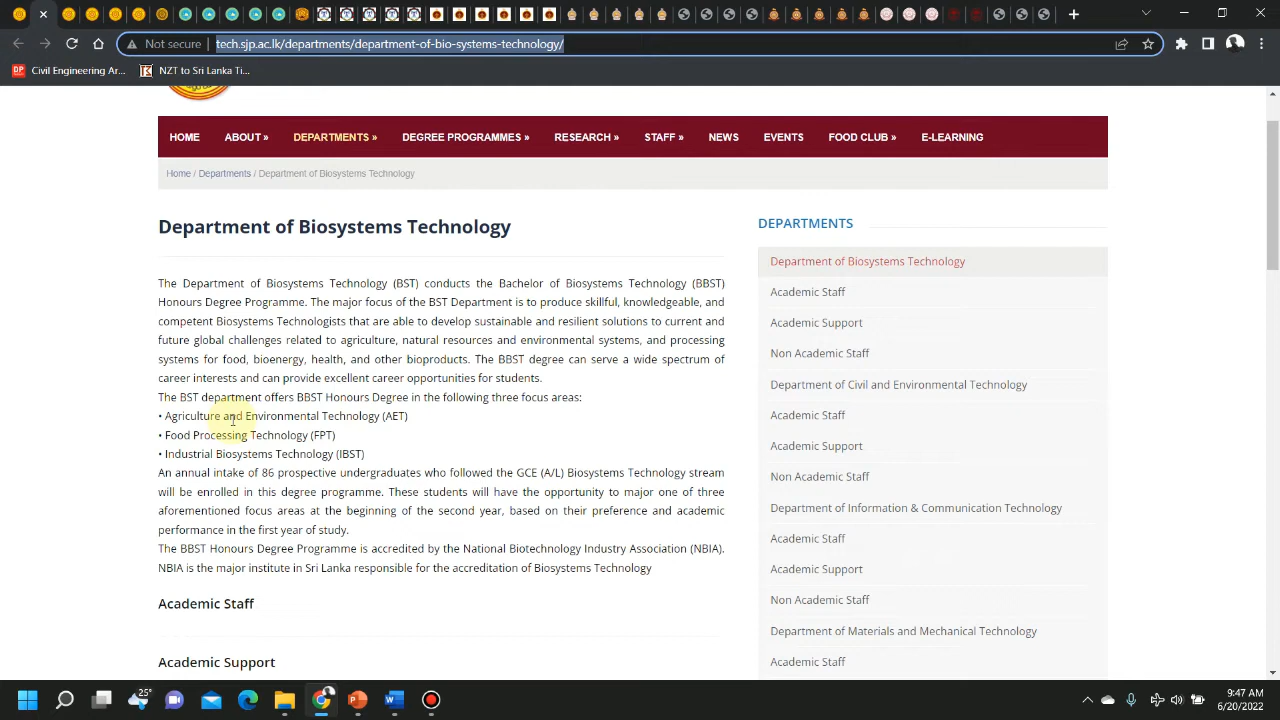 Not secure
tech.sjp.ac.lk/departments/department-of-bio-systems-technology/
DP Civil Engineering Ar...
NZT to Sri Lanka Ti...
HOME
ABOUT »
DEPARTMENTS »
DEGREE PROGRAMMES »
RESEARCH »
STAFF »
NEWS
EVENTS
FOOD CLUB »
E-LEARNING
Home / Departments / Department of Biosystems Technology
Department of Biosystems Technology
The Department of Biosystems Technology (BST) conducts the Bachelor of Biosystems Technology (BBST)
Honours Degree Programme. The major focus of the BST Department is to produce skillful, knowledgeable, and
competent Biosystems Technologists that are able to develop sustainable and resilient solutions to current and
future global challenges related to agriculture, natural resources and environmental systems, and processing
systems for food, bioenergy, health, and other bioproducts. The BBST degree can serve a wide spectrum of
career interests and can provide excellent career opportunities for students.
The BST department offers BBST Honours Degree in the following three focus areas:
• Agriculture and Environmental Technology (AET)
• Food Processing Technology (FPT)
• Industrial Biosystems Technology (IBST)
An annual intake of 86 prospective undergraduates who followed the GCE (A/L) Biosystems Technology stream
will be enrolled in this degree programme. These students will have the opportunity to major one of three
aforementioned focus areas at the beginning of the second year, based on their preference and academic
performance in the first year of study.
The BBST Honours Degree Programme is accredited by the National Biotechnology Industry Association (NBIA).
NBIA is the major institute in Sri Lanka responsible for the accreditation of Biosystems Technology
Academic Staff
Academic Support
DEPARTMENTS
Department of Biosystems Technology
Academic Staff
Academic Support
Non Academic Staff
Department of Civil and Environmental Technology
Academic Staff
Academic Support
Non Academic Staff
Department of Information & Communication Technology
Academic Staff
Academic Support
Non Academic Staff
Department of Materials and Mechanical Technology
Academic Staff
25°
9:47 AM
6/20/2022